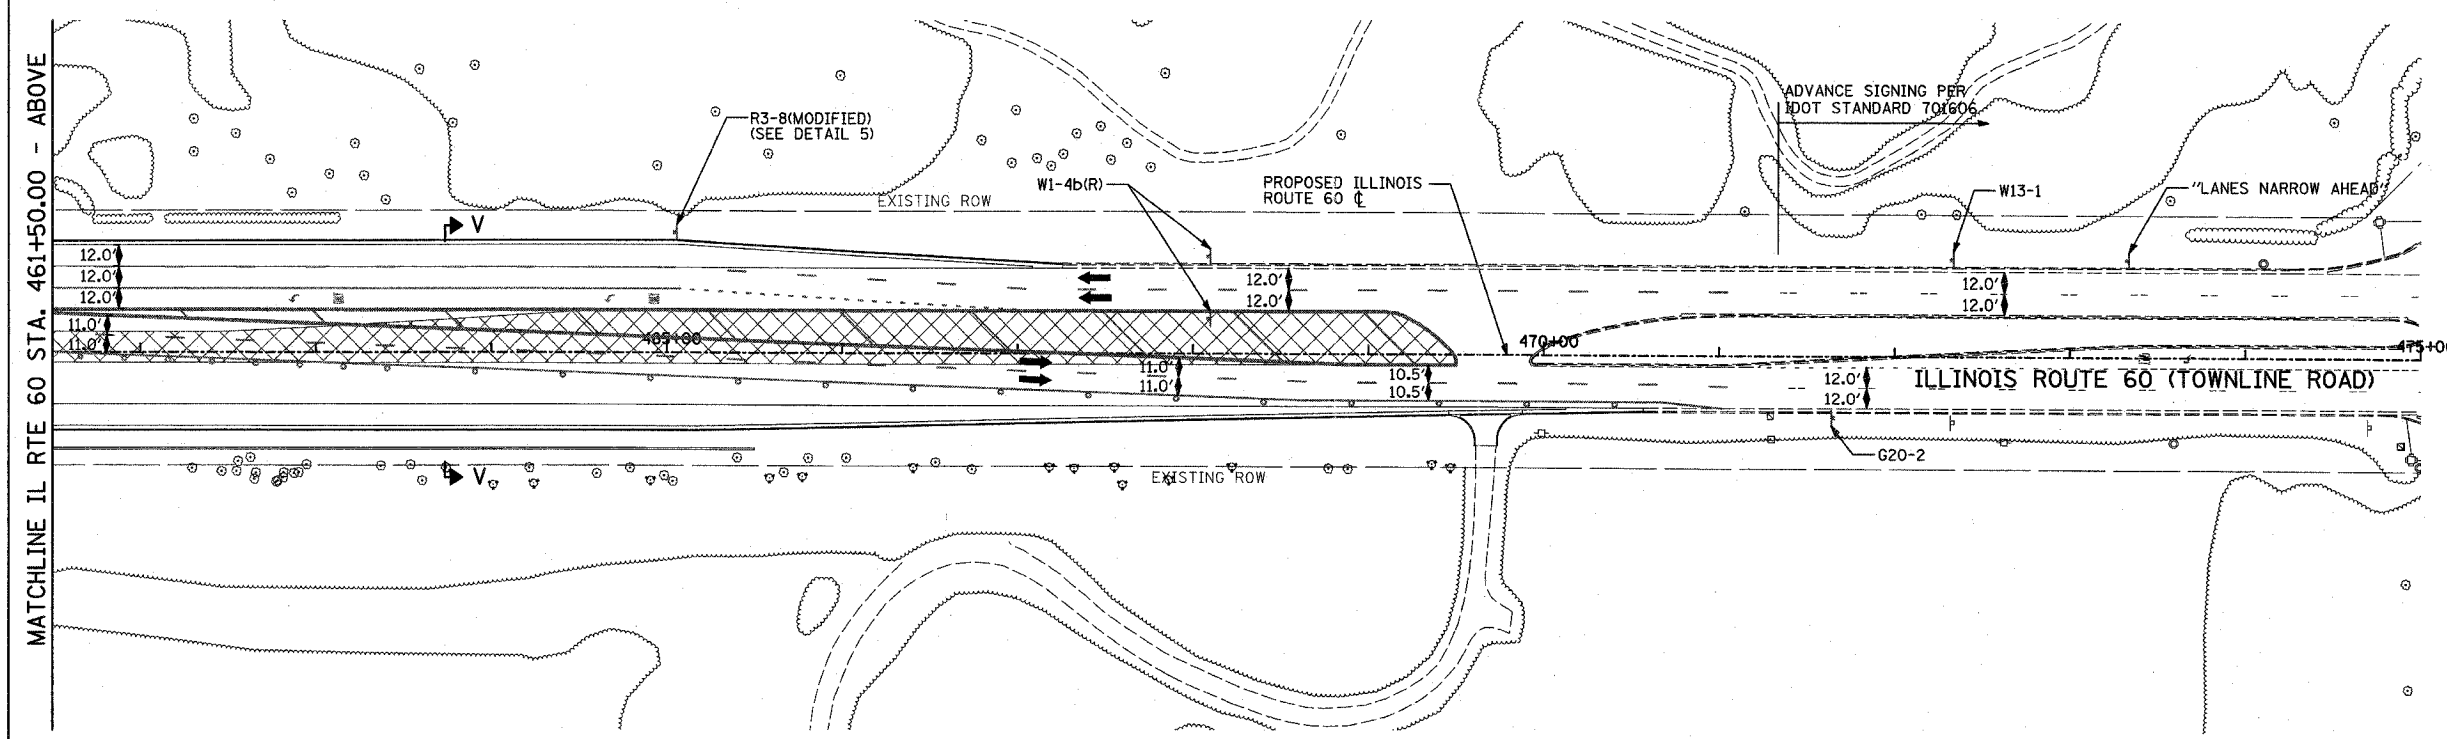 MATCHLINE IL RTE 60 STA. 461+50.00 - ABOVE
ADVANCE SIGNING PER
IDOT STANDARD 701606
R3-8(MODIFIED)
(SEE DETAIL 5)
W1-4b(R)
PROPOSED ILLINOIS
ROUTE 60 ℄
W13-1
"LANES NARROW AHEAD"
EXISTING ROW
V
12.0'
12.0'
12.0'
12.0'
12.0'
12.0'
12.0'
11.0'
11.0'
465+00
470+00
475+0
11.0'
11.0'
10.5'
10.5'
12.0'
12.0'
ILLINOIS ROUTE 60 (TOWNLINE ROAD)
G20-2
V
EXISTING ROW